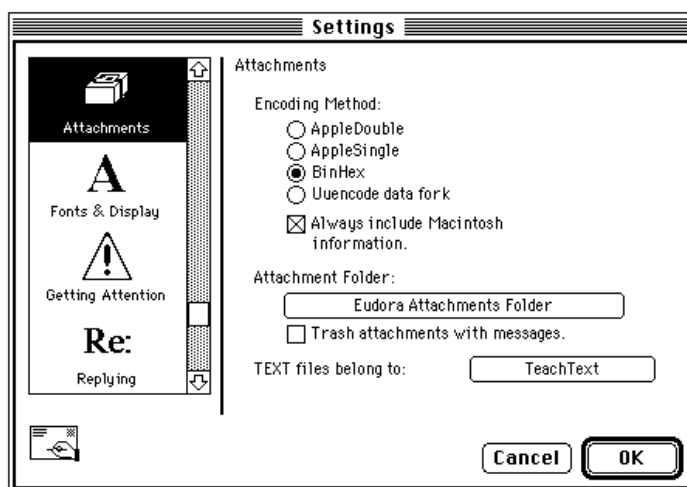 Settings
Attachments
Fonts & Display
Getting Attention
Re:
Replying
Attachments
Encoding Method:
AppleDouble
AppleSingle
BinHex
Uuencode data fork
Always include Macintosh
information.
Attachment Folder:
Eudora Attachments Folder
Trash attachments with messages.
TEXT files belong to:
TeachText
Cancel
OK